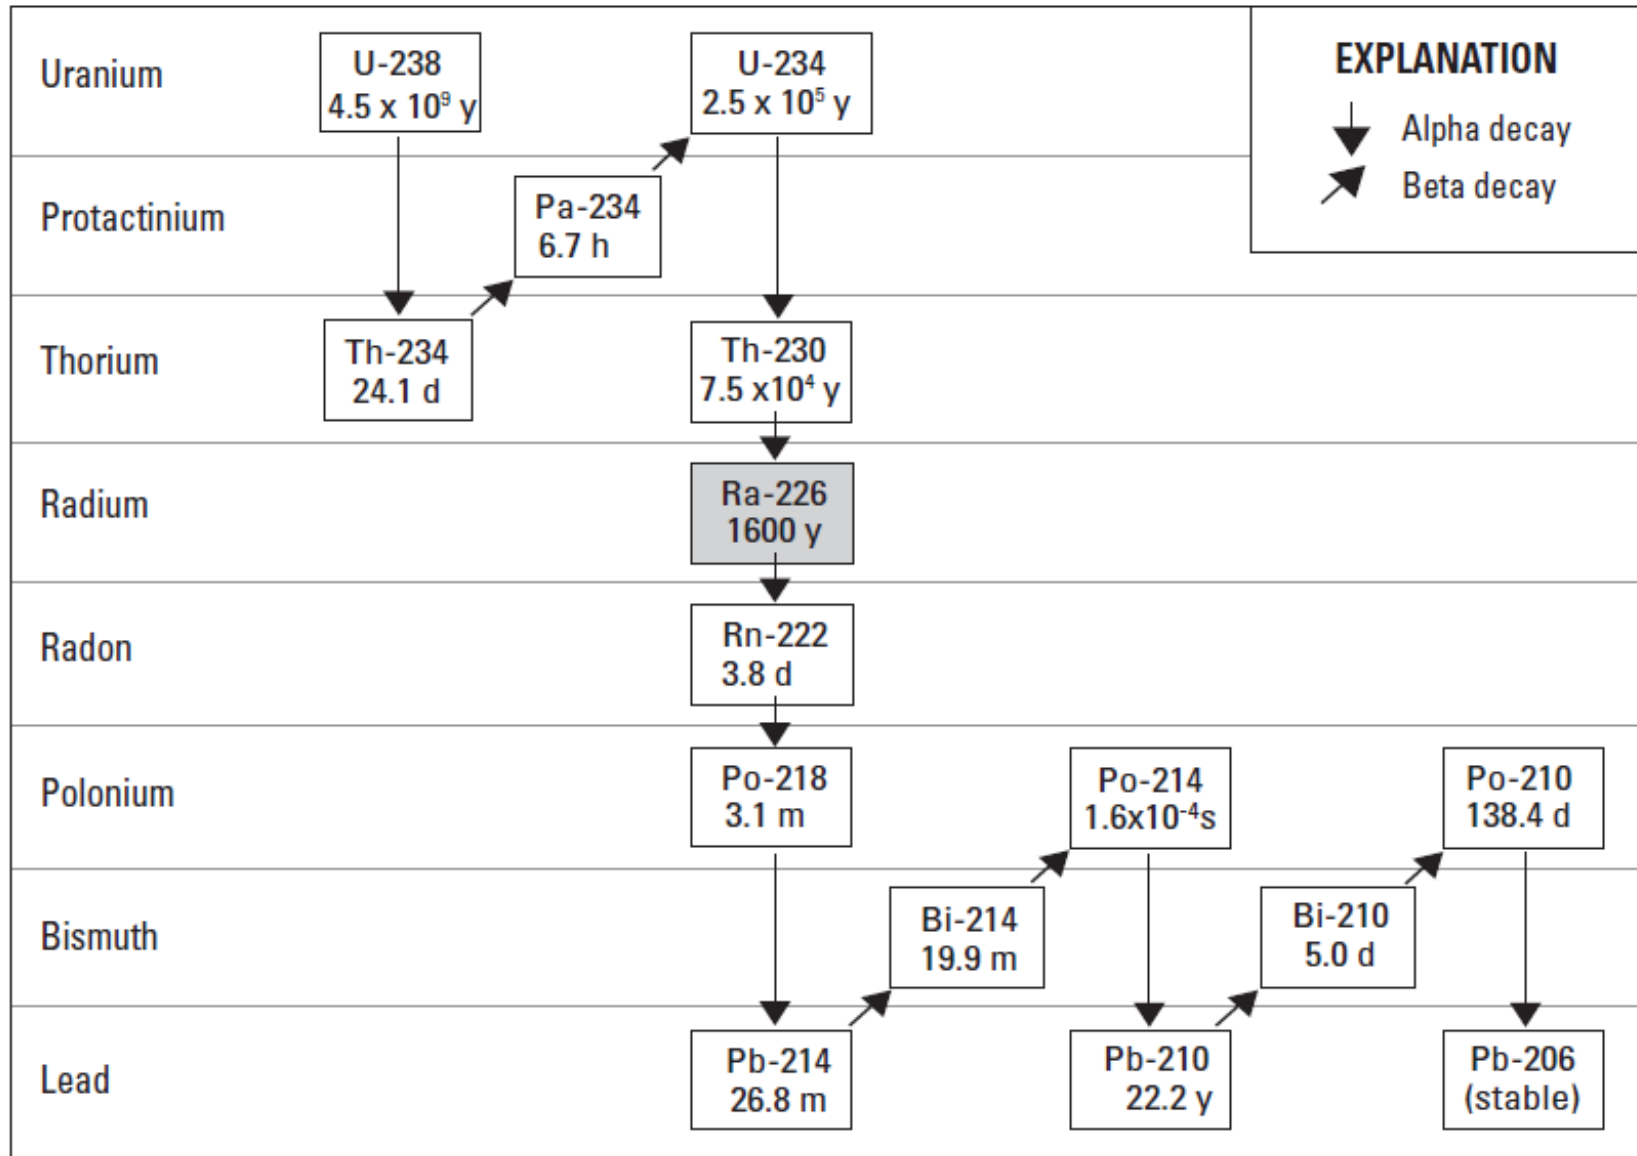 Uranium
U-238
4.5 x 10⁹ y
U-234
2.5 x 10⁵ y
EXPLANATION
Alpha decay
Beta decay
Protactinium
Pa-234
6.7 h
Thorium
Th-234
24.1 d
Th-230
7.5 x10⁴ y
Radium
Ra-226
1600 y
Radon
Rn-222
3.8 d
Polonium
Po-218
3.1 m
Po-214
1.6x10⁻⁴s
Po-210
138.4 d
Bismuth
Bi-214
19.9 m
Bi-210
5.0 d
Lead
Pb-214
26.8 m
Pb-210
22.2 y
Pb-206
(stable)